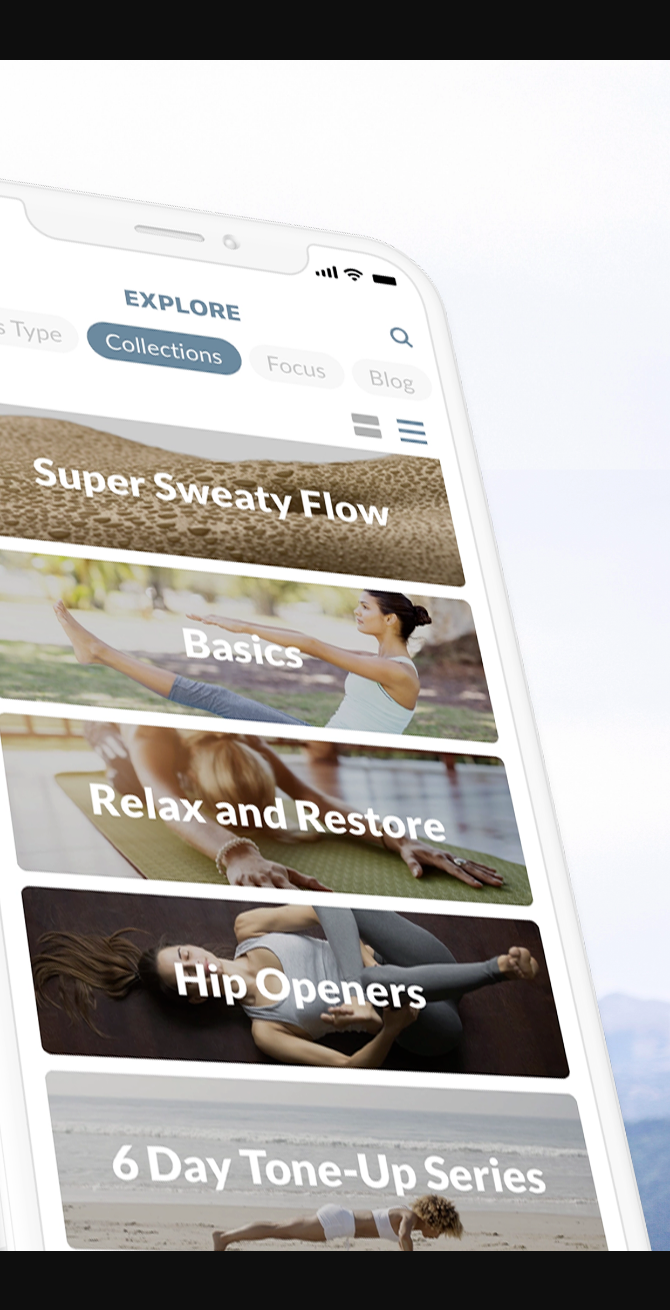 EXPLORE
s Type
Collections
Focus
Blog
Super Sweaty Flow
Basics
Relax and Restore
Hip Openers
6 Day Tone-Up Series